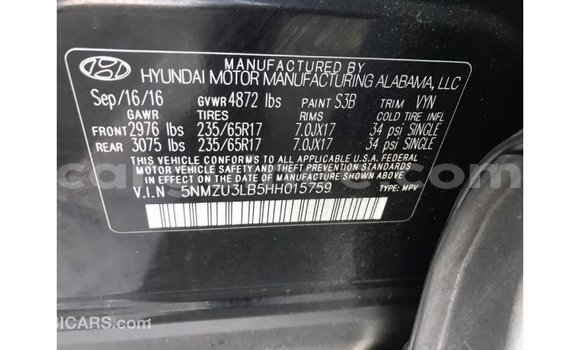 MANUFACTURED BY
HYUNDAI MOTOR MANUFACTURING ALABAMA, LLC
Sep/16/16 GVWR 4872 lbs PAINT S3B TRIM VYN
GAWR TIRES RIMS COLD TIRE INFL
FRONT 2976 lbs 235/65R17 7.0JX17 34 psi SINGLE
REAR 3075 lbs 235/65R17 7.0JX17 34 psi SINGLE
THIS VEHICLE CONFORMS TO ALL APPLICABLE U.S.A. FEDERAL
MOTOR VEHICLE SAFETY, BUMPER, AND THEFT PREVENTION
STANDARDS IN EFFECT ON THE DATE OF MANUFACTURE SHOWN ABOVE
V.I.N 5NMZU3LB5HH015759 TYPE: MPV